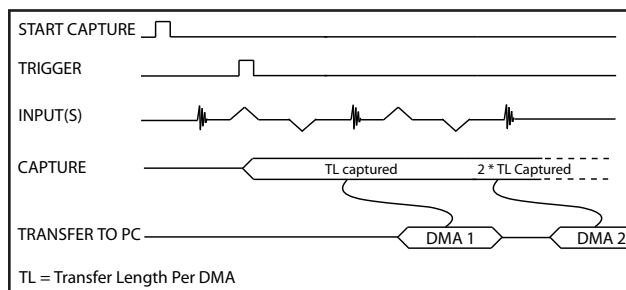 START CAPTURE
TRIGGER
INPUT(S)
CAPTURE
TL captured
2 * TL Captured
TRANSFER TO PC
DMA 1
DMA 2
TL = Transfer Length Per DMA